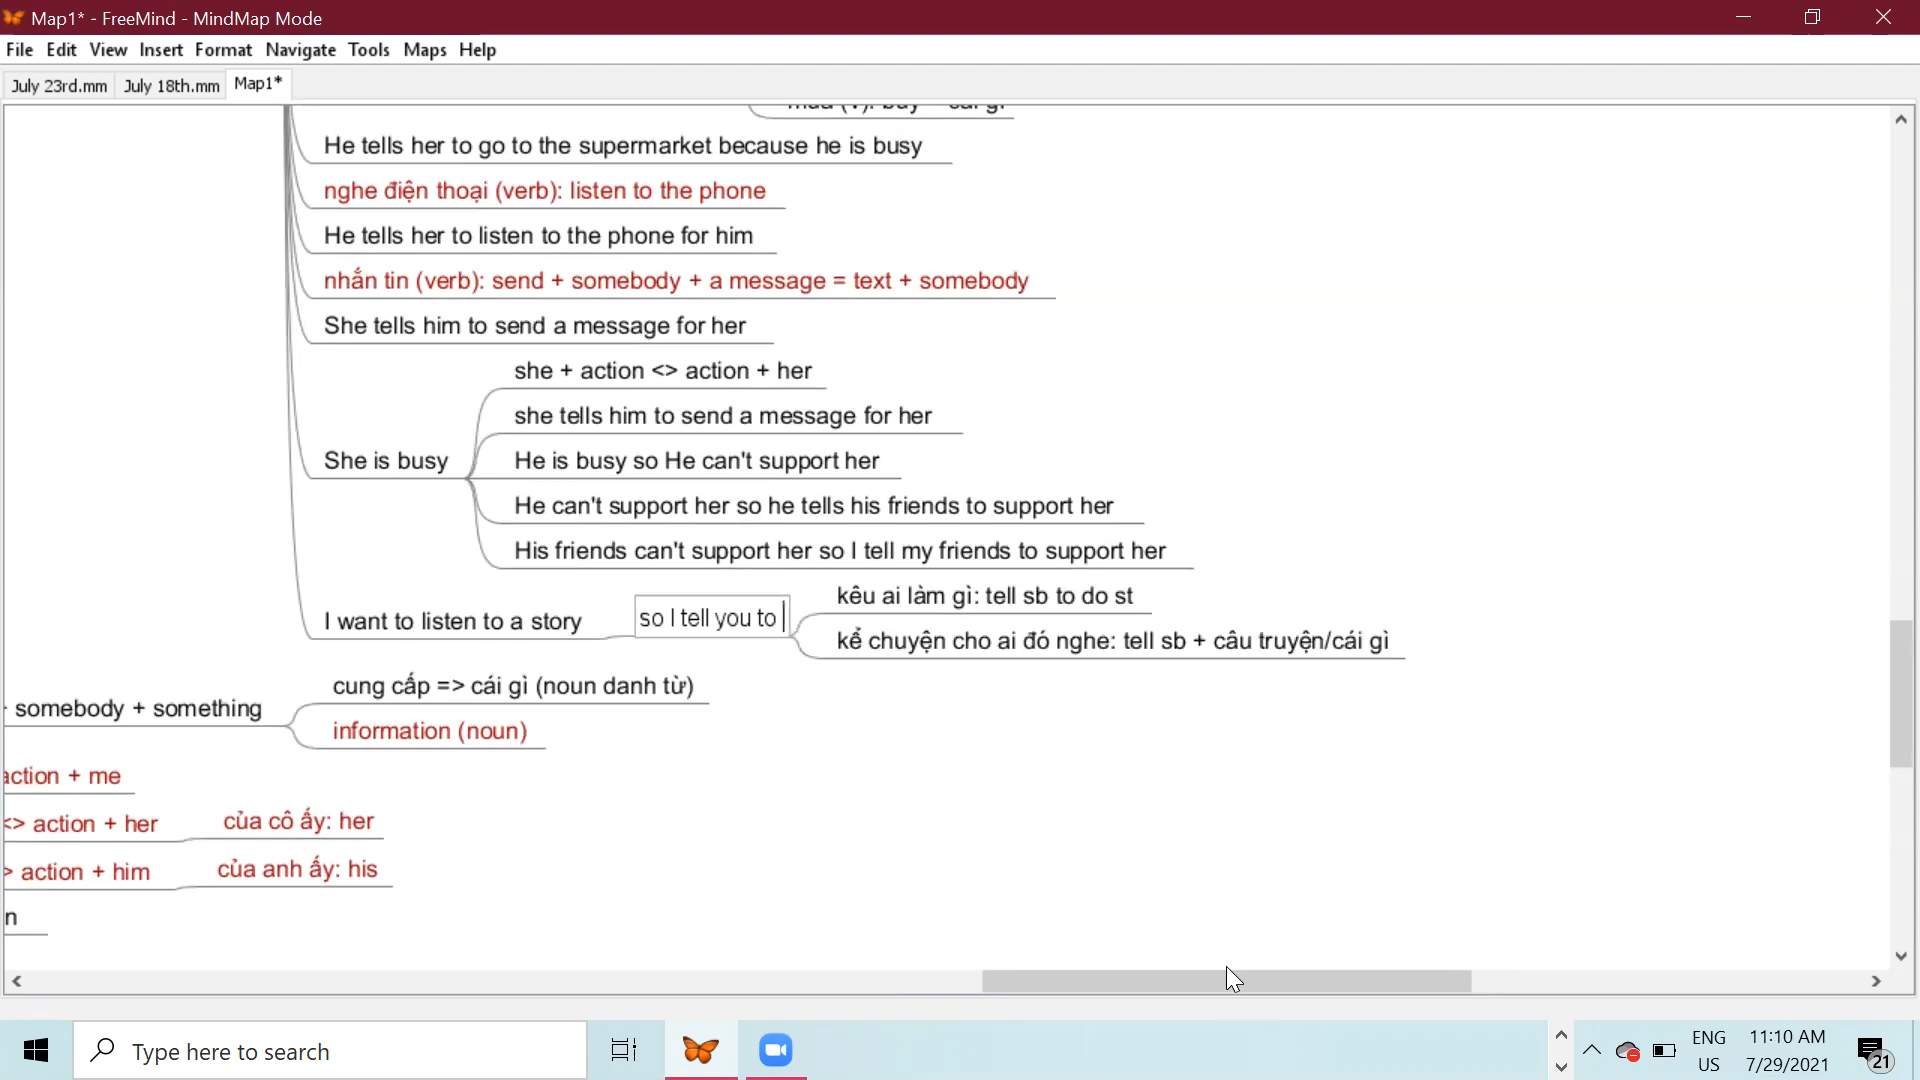 Map1* - FreeMind - MindMap Mode
File Edit View Insert Format Navigate Tools Maps Help
July 23rd.mm July 18th.mm Map1*
mua (v): buy + cái gì
He tells her to go to the supermarket because he is busy
nghe điện thoại (verb): listen to the phone
He tells her to listen to the phone for him
nhắn tin (verb): send + somebody + a message = text + somebody
She tells him to send a message for her
She is busy
she + action <> action + her
she tells him to send a message for her
He is busy so He can't support her
He can't support her so he tells his friends to support her
His friends can't support her so I tell my friends to support her
I want to listen to a story
so I tell you to
kêu ai làm gì: tell sb to do st
kể chuyện cho ai đó nghe: tell sb + câu truyện/cái gì
somebody + something
cung cấp => cái gì (noun danh từ)
information (noun)
action + me
<> action + her
của cô ấy: her
> action + him
của anh ấy: his
n
Type here to search
ENG
US
11:10 AM
7/29/2021
21